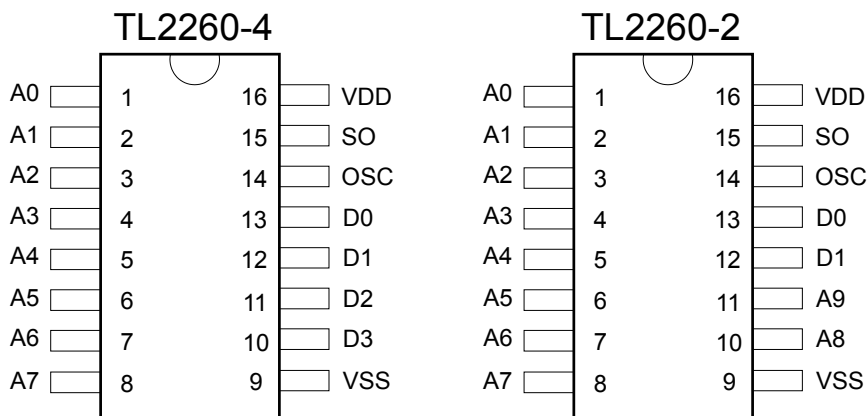 TL2260-4 TL2260-2
A0 1 16 VDD A0 1 16 VDD
A1 2 15 SO A1 2 15 SO
A2 3 14 OSC A2 3 14 OSC
A3 4 13 D0 A3 4 13 D0
A4 5 12 D1 A4 5 12 D1
A5 6 11 D2 A5 6 11 A9
A6 7 10 D3 A6 7 10 A8
A7 8 9 VSS A7 8 9 VSS